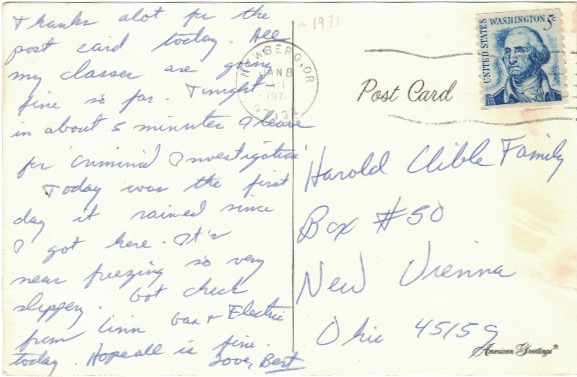 Thanks alot for the
post card today. All
my classes are going
fine so far. Tonight
in about 5 minutes I leave
for 'Criminal Investigation'
Today was the first
day it rained since
I got here. It's
near freezing so very
slippery. Got check
from Linn Gas & Electric
today. Hope all is fine.
Love, Bert
~1971
NEWBERG, OR
JAN 8
197
97132
UNITED STATES
WASHINGTON 5c
Post Card
Harold Clible Family
Box #50
New Vienna
Ohio 45159
American Greetings®